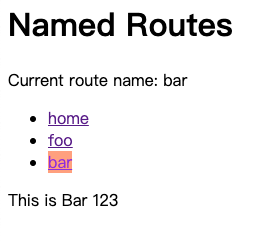 Named Routes
Current route name: bar
home
foo
bar
This is Bar 123